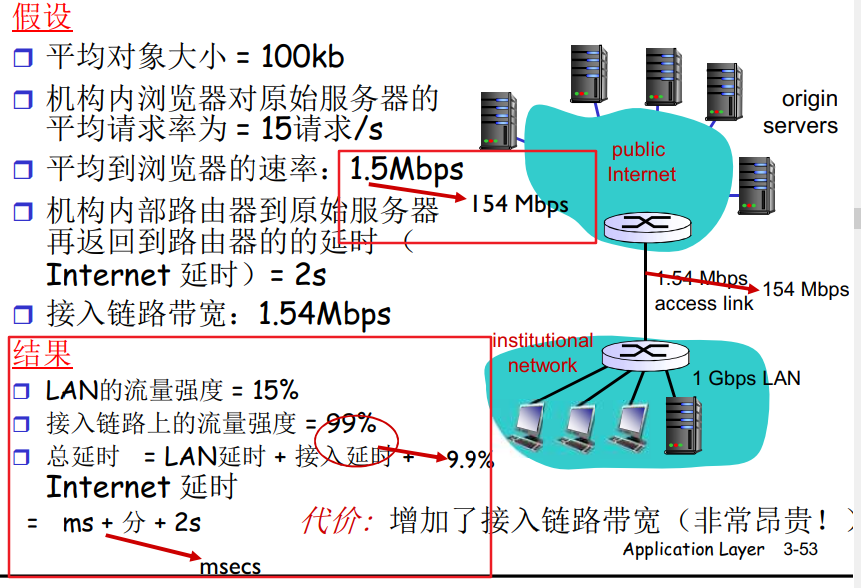 假设
平均对象大小 = 100kb
机构内浏览器对原始服务器的
平均请求率为 = 15请求/s
平均到浏览器的速率：1.5Mbps
154 Mbps
机构内部路由器到原始服务器
再返回到路由器的的延时 （
Internet 延时）= 2s
接入链路带宽：1.54Mbps
结果
LAN的流量强度 = 15%
接入链路上的流量强度 = 99%
总延时 = LAN延时 + 接入延时 +
9.9%
Internet 延时
= ms + 分 + 2s
msecs
origin
servers
public
Internet
1.54 Mbps
access link
154 Mbps
institutional
network
1 Gbps LAN
代价：增加了接入链路带宽（非常昂贵！）
Application Layer 3-53